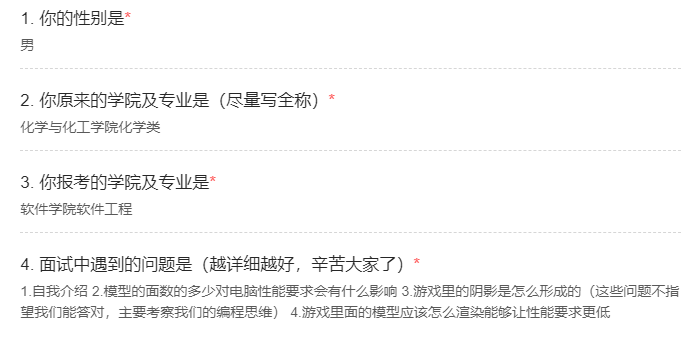 1. 你的性别是*
男
2. 你原来的学院及专业是（尽量写全称）*
化学与化工学院化学类
3. 你报考的学院及专业是*
软件学院软件工程
4. 面试中遇到的问题是（越详细越好，辛苦大家了）*
1.自我介绍 2.模型的面数的多少对电脑性能要求会有什么影响 3.游戏里的阴影是怎么形成的（这些问题不指
望我们能答对，主要考察我们的编程思维） 4.游戏里面的模型应该怎么渲染能够让性能要求更低